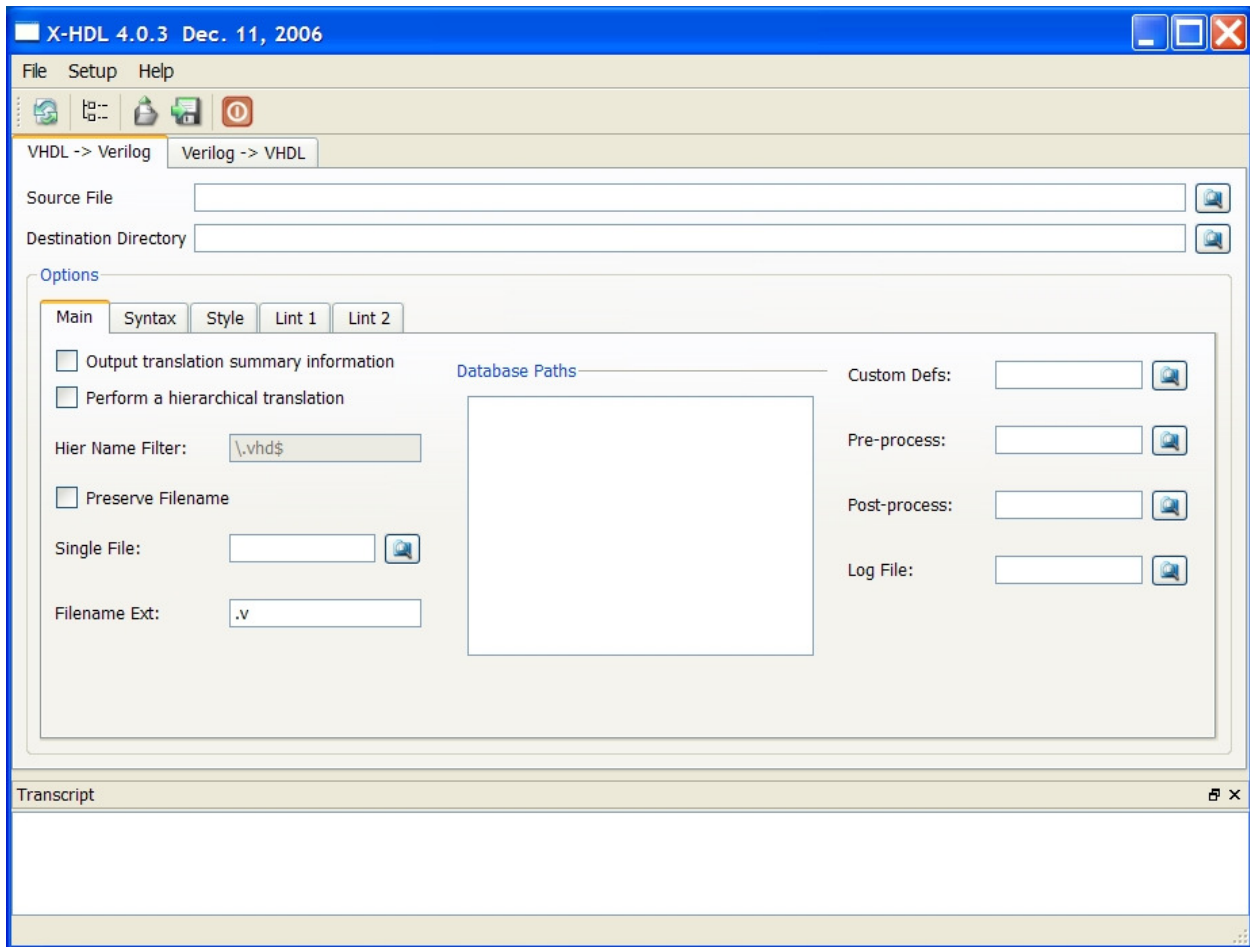 X-HDL 4.0.3  Dec. 11, 2006
File Setup Help
VHDL -> Verilog Verilog -> VHDL
Source File
Destination Directory
Options
Main Syntax Style Lint 1 Lint 2
Output translation summary information
Perform a hierarchical translation
Hier Name Filter: \.vhd$
Preserve Filename
Single File:
Filename Ext: .v
Database Paths
Custom Defs:
Pre-process:
Post-process:
Log File:
Transcript